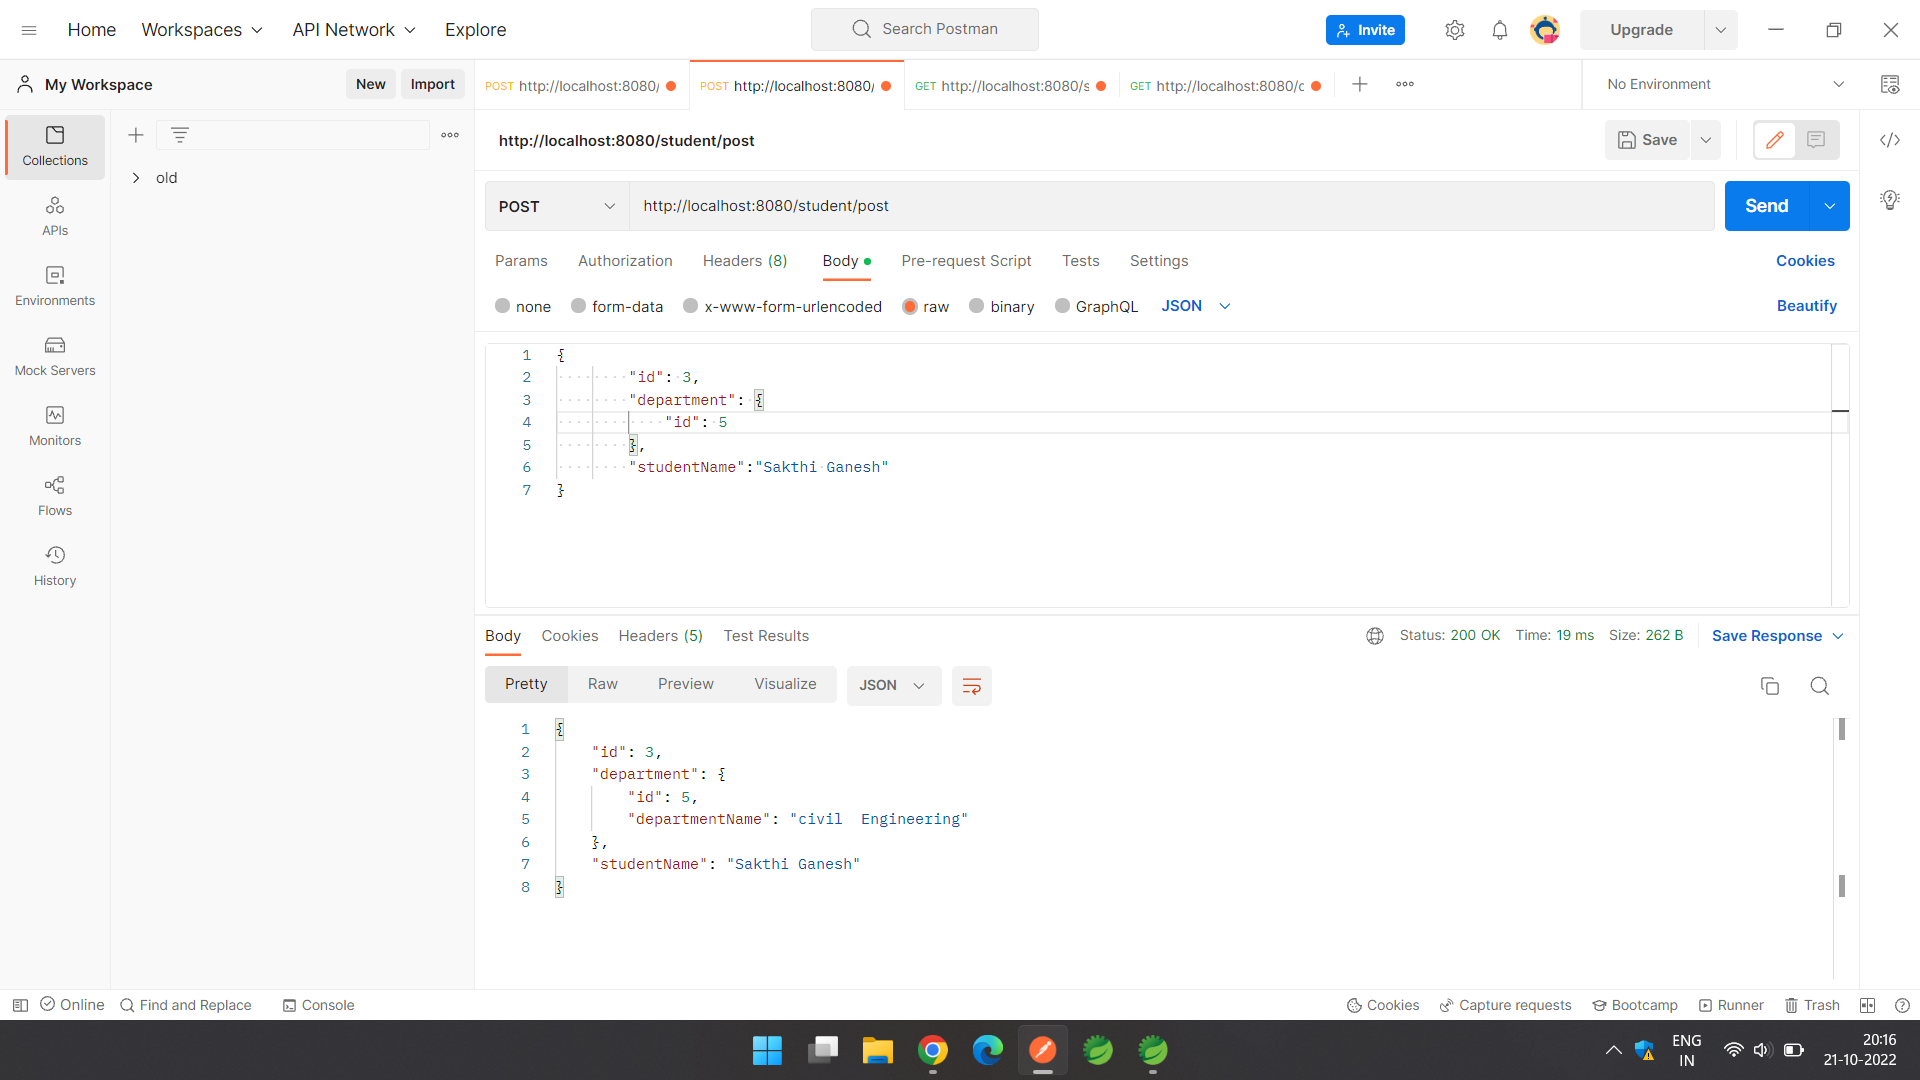 Home Workspaces API Network Explore Search Postman Invite Upgrade
My Workspace New Import POST http://localhost:8080/ POST http://localhost:8080/ GET http://localhost:8080/s GET http://localhost:8080/c No Environment
Collections
old
APIs
Environments
Mock Servers
Monitors
Flows
History
http://localhost:8080/student/post Save
POST http://localhost:8080/student/post Send
Params Authorization Headers (8) Body Pre-request Script Tests Settings Cookies
none form-data x-www-form-urlencoded raw binary GraphQL JSON Beautify
1 {
2 "id": 3,
3 "department": {
4 "id": 5
5 },
6 "studentName":"Sakthi Ganesh"
7 }
Body Cookies Headers (5) Test Results Status: 200 OK Time: 19 ms Size: 262 B Save Response
Pretty Raw Preview Visualize JSON
1 {
2 "id": 3,
3 "department": {
4 "id": 5,
5 "departmentName": "civil  Engineering"
6 },
7 "studentName": "Sakthi Ganesh"
8 }
Online Find and Replace Console Cookies Capture requests Bootcamp Runner Trash
ENG
IN
20:16
21-10-2022